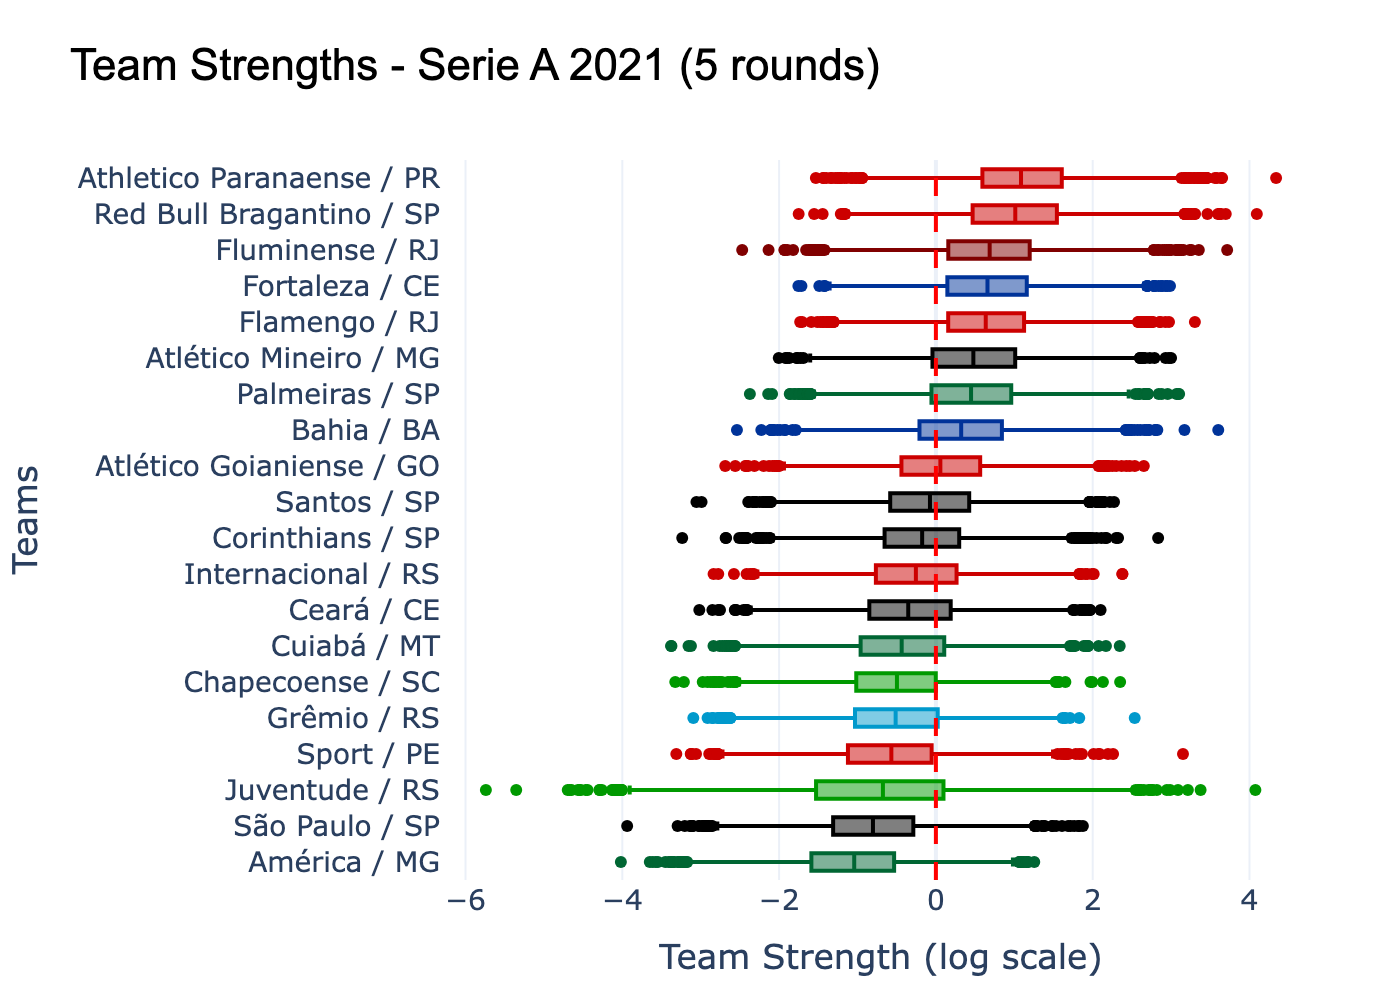 Team Strengths - Serie A 2021 (5 rounds)
Teams
Athletico Paranaense / PR
Red Bull Bragantino / SP
Fluminense / RJ
Fortaleza / CE
Flamengo / RJ
Atlético Mineiro / MG
Palmeiras / SP
Bahia / BA
Atlético Goianiense / GO
Santos / SP
Corinthians / SP
Internacional / RS
Ceará / CE
Cuiabá / MT
Chapecoense / SC
Grêmio / RS
Sport / PE
Juventude / RS
São Paulo / SP
América / MG
−6 −4 −2 0 2 4
Team Strength (log scale)